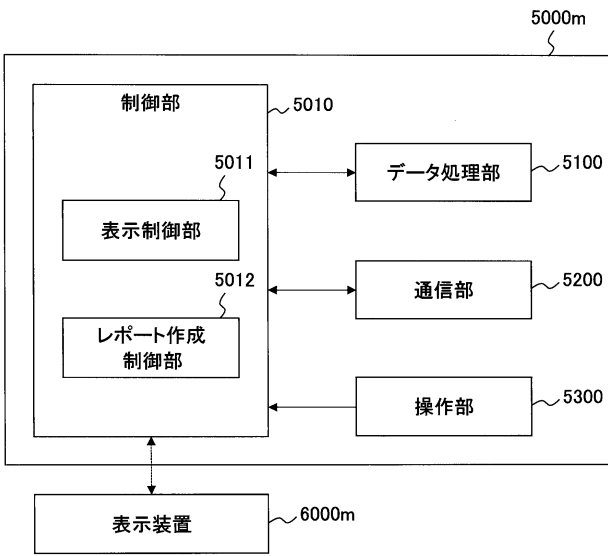 5000m
制御部
5010
5011
表示制御部
5012
レポート作成
制御部
データ処理部
5100
通信部
5200
操作部
5300
表示装置
6000m